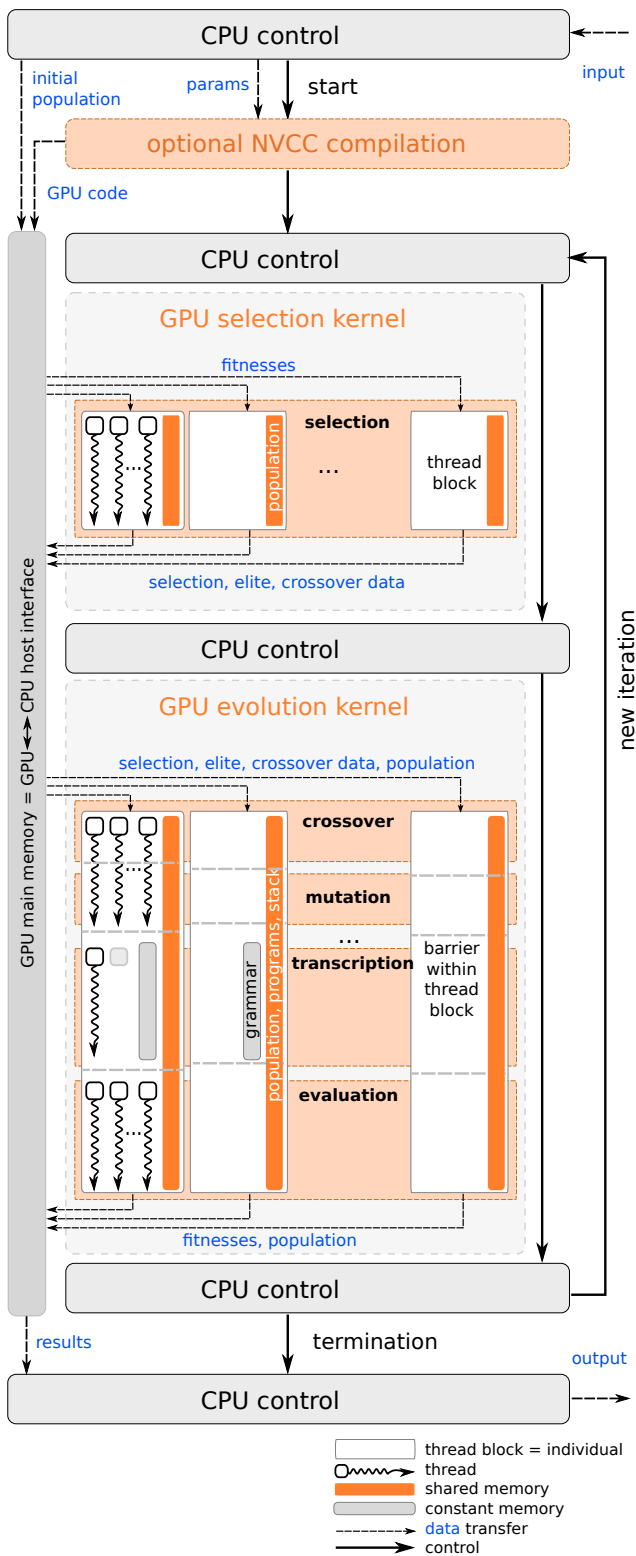 CPU control
input
initial
population
params
start
optional NVCC compilation
GPU code
CPU control
GPU selection kernel
fitnesses
selection
...
population
...
thread
block
selection, elite, crossover data
GPU main memory = GPU CPU host interface
new iteration
CPU control
GPU evolution kernel
selection, elite, crossover data, population
crossover
...
mutation
...
transcription
grammar
population, programs, stack
barrier
within
thread
block
evaluation
...
fitnesses, population
CPU control
results
termination
output
CPU control
thread block = individual
thread
shared memory
constant memory
data transfer
control